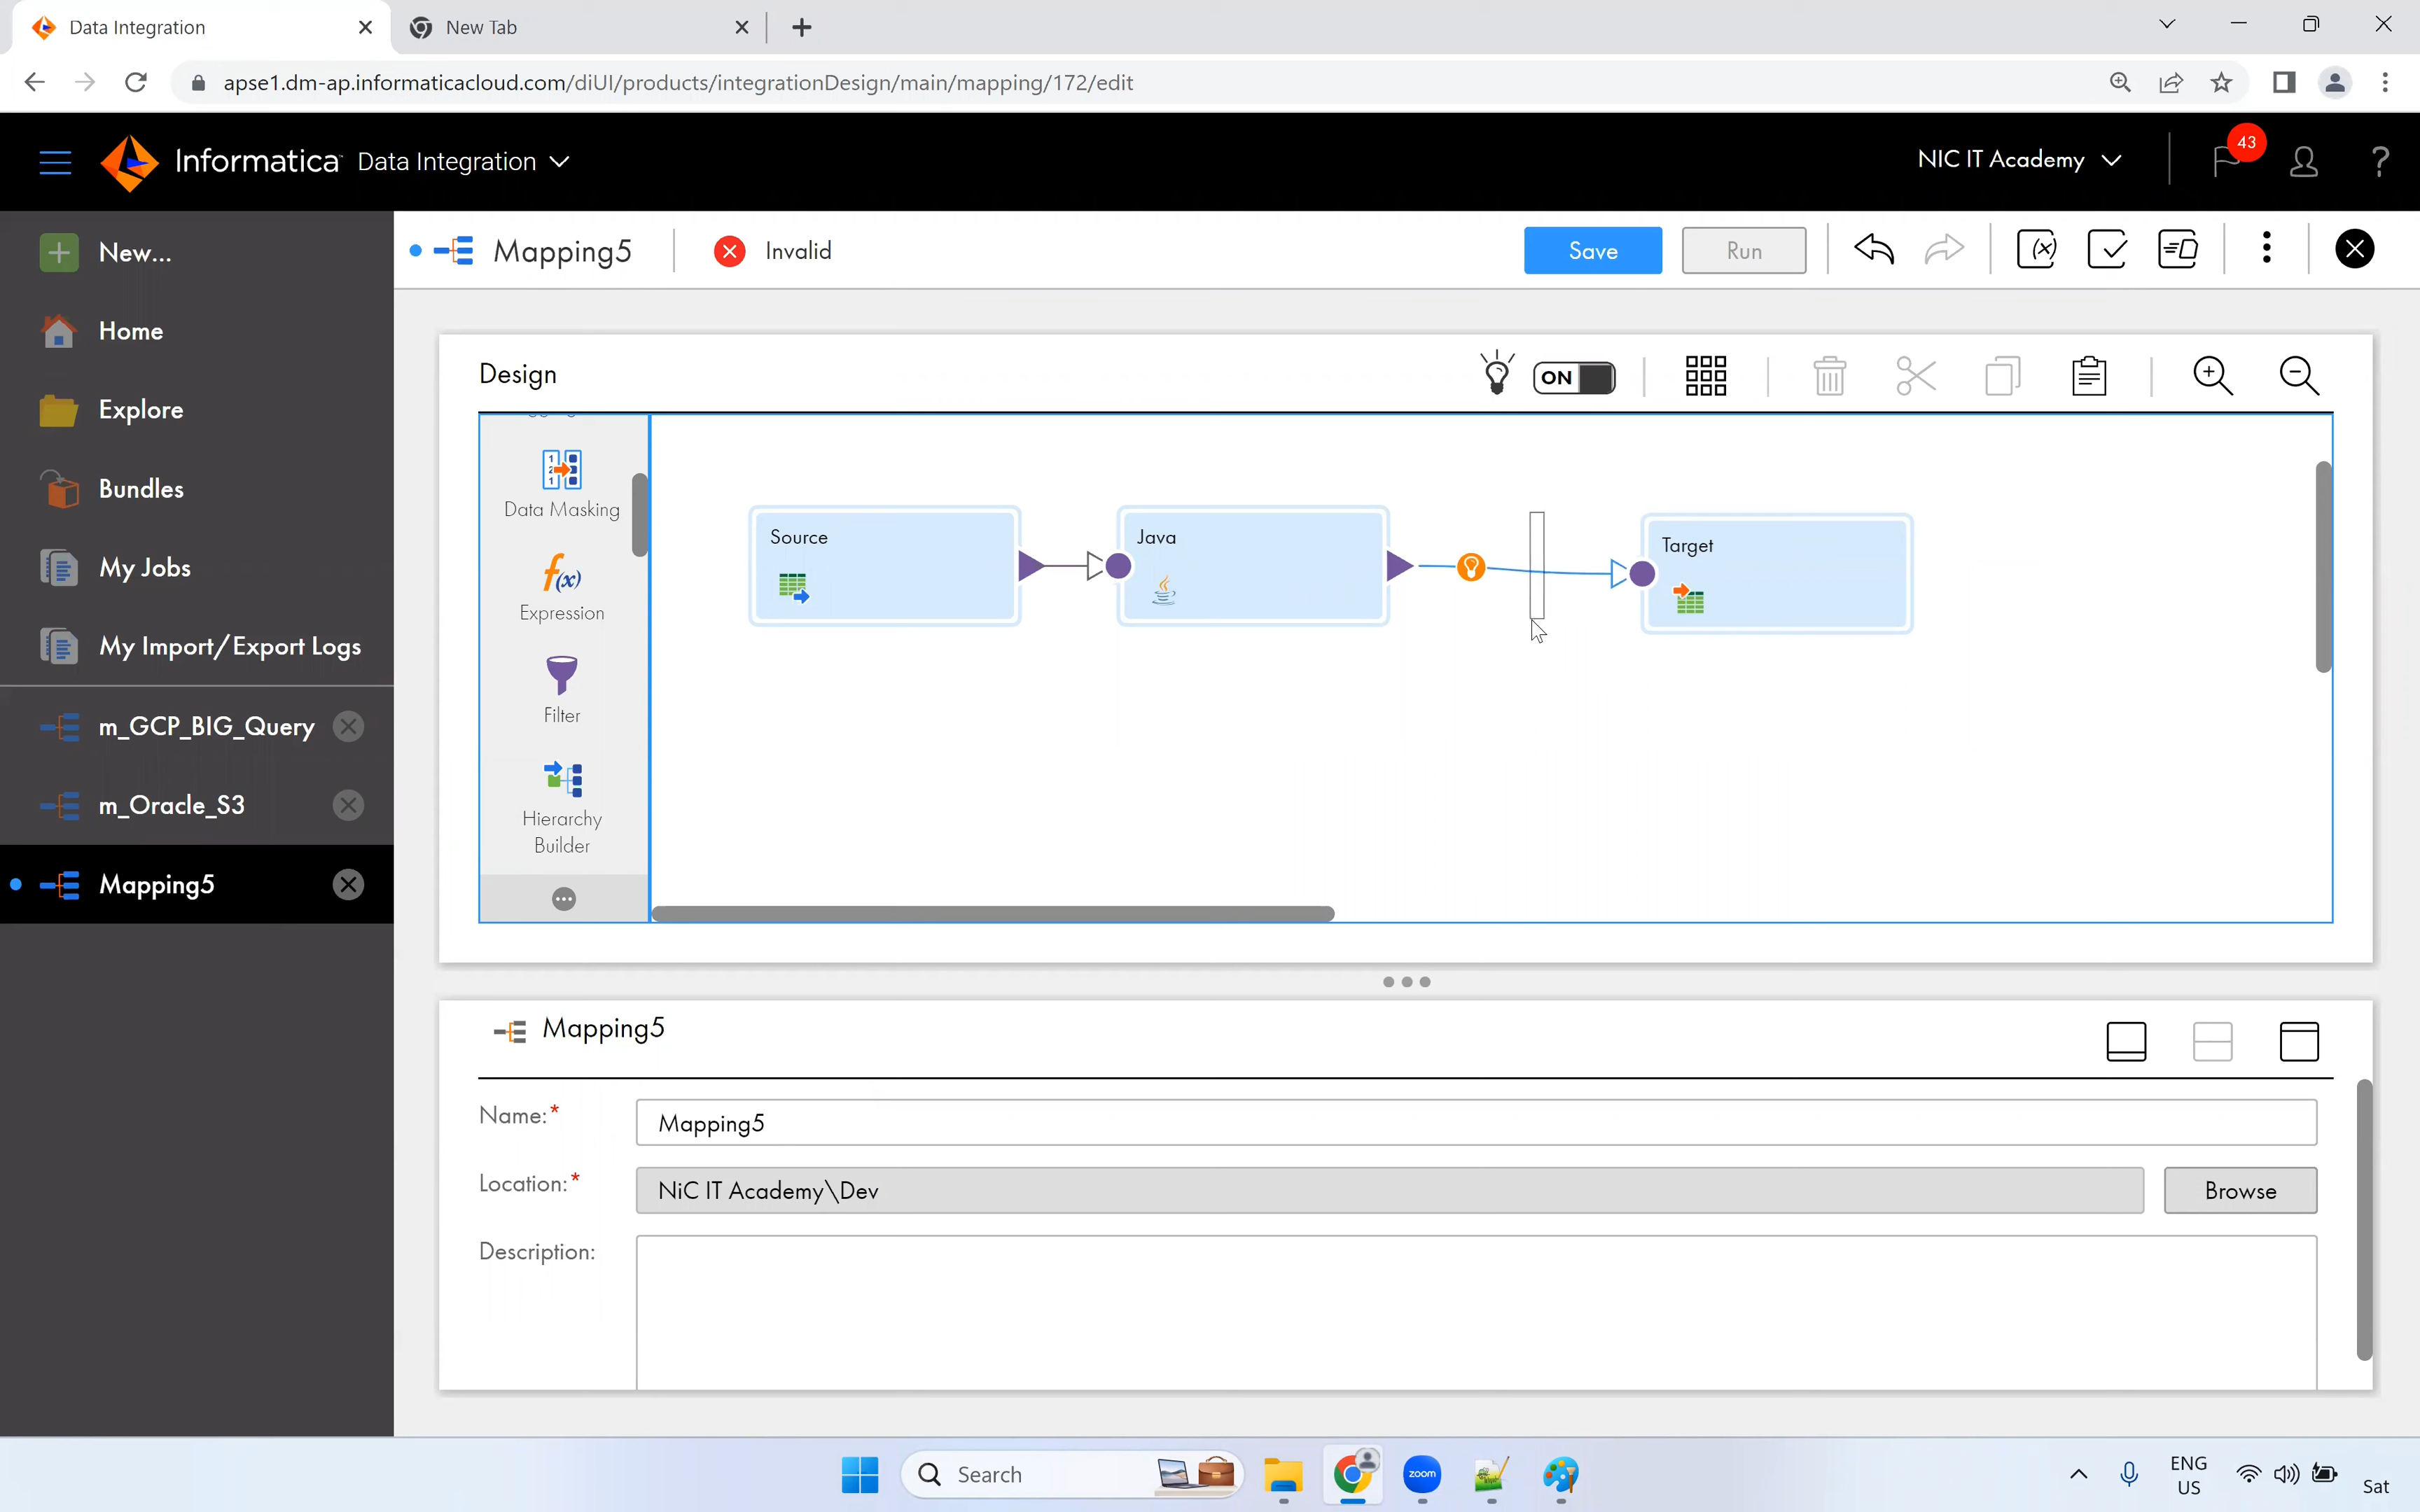 Data Integration
New Tab
apse1.dm-ap.informaticacloud.com/diUI/products/integrationDesign/main/mapping/172/edit
Informatica Data Integration
NIC IT Academy
43
?
New...
Home
Explore
Bundles
My Jobs
My Import/Export Logs
m_GCP_BIG_Query
m_Oracle_S3
Mapping5
Mapping5
Invalid
Save
Run
Design
ON
Data Masking
Expression
Filter
Hierarchy
Builder
Source
Java
Target
Mapping5
Name:*
Mapping5
Location:*
NiC IT Academy\Dev
Browse
Description:
Search
zoom
ENG
US
Sat